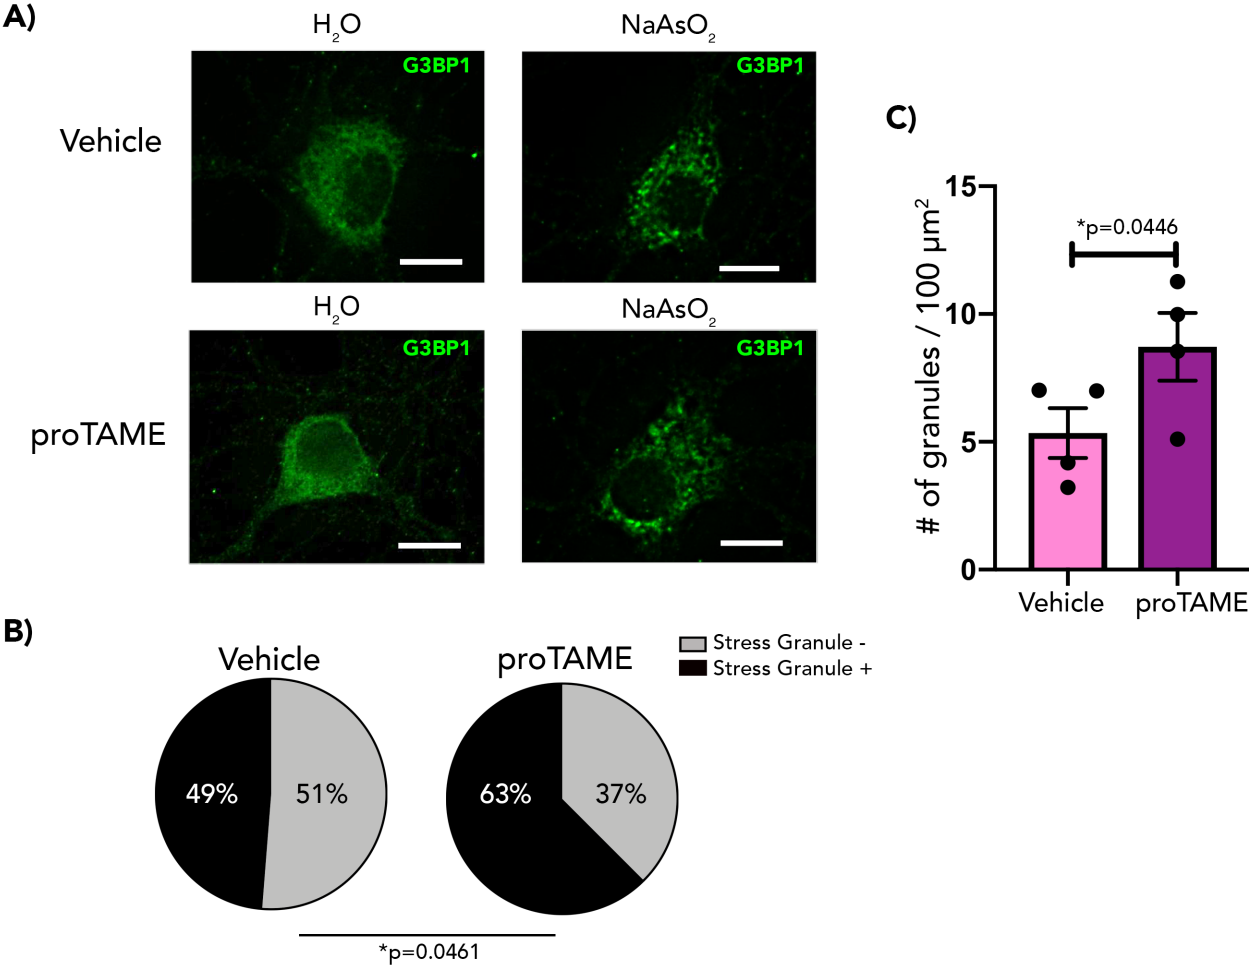 A)
H₂O
NaAsO₂
G3BP1
G3BP1
Vehicle
H₂O
NaAsO₂
G3BP1
G3BP1
proTAME
C)
15
10
5
0
# of granules / 100 µm²
*p=0.0446
Vehicle
proTAME
B)
Vehicle
proTAME
Stress Granule -
Stress Granule +
49%
51%
63%
37%
*p=0.0461